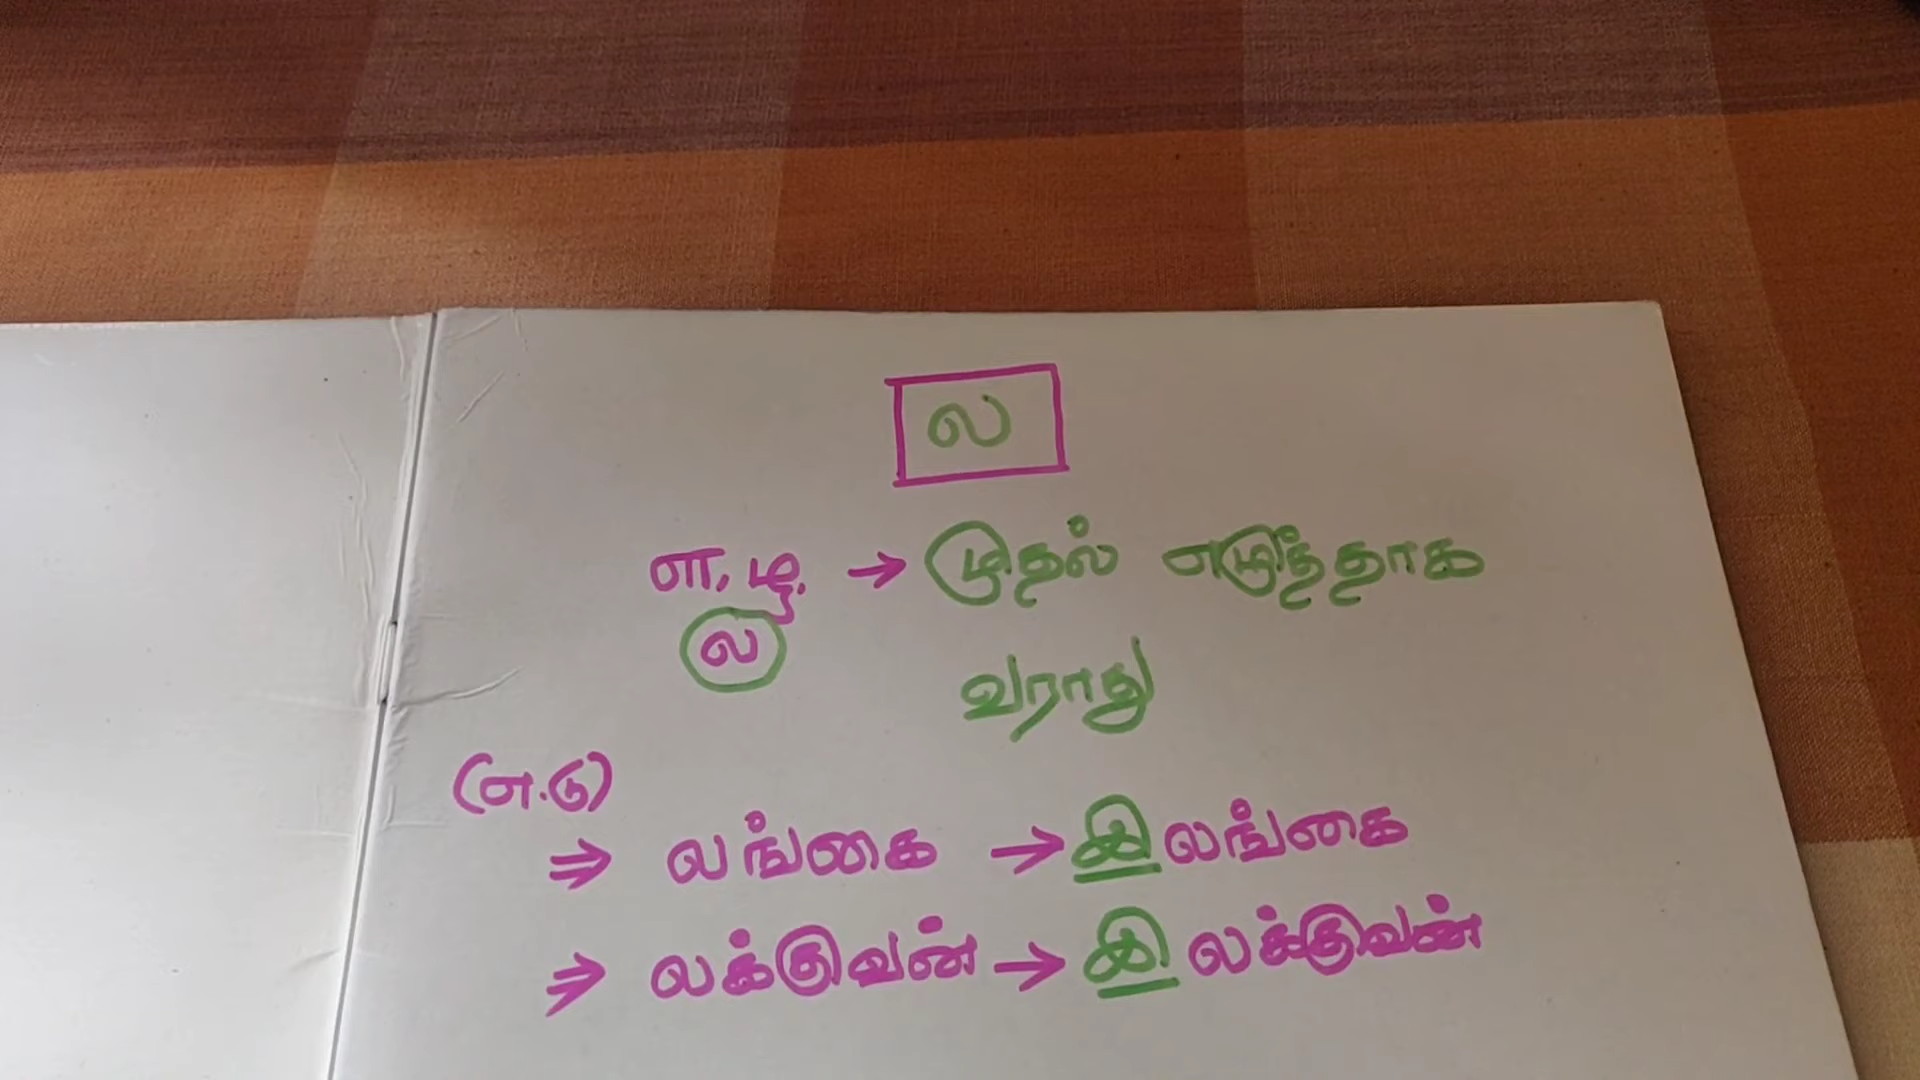 ல
ள, ழ, → முதல் எழுத்தாக
ல வராது
(எ.டு)
⇒ லங்கை → இலங்கை
⇒ லக்குவன் → இலக்குவன்